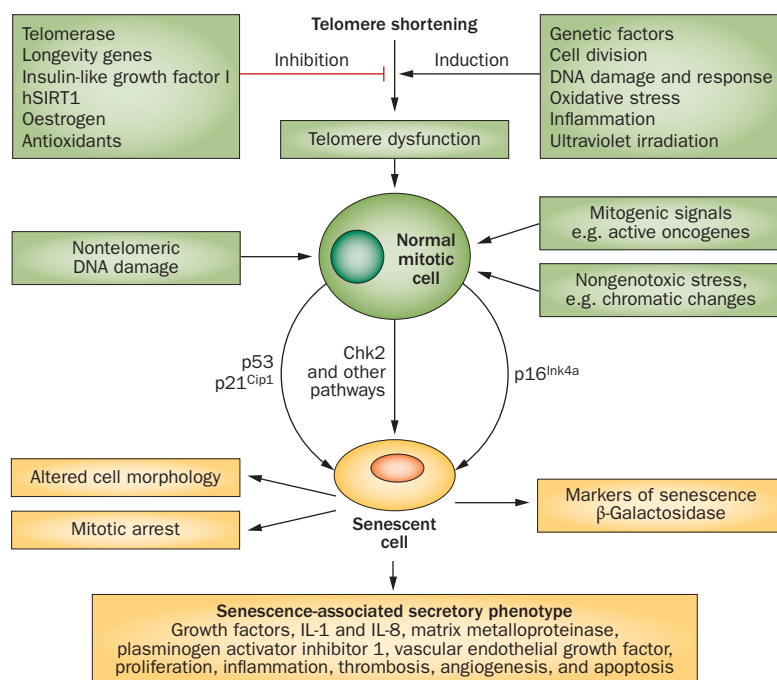 Telomere shortening
Telomerase
Longevity genes
Insulin-like growth factor I
hSIRT1
Oestrogen
Antioxidants
Inhibition
Induction
Genetic factors
Cell division
DNA damage and response
Oxidative stress
Inflammation
Ultraviolet irradiation
Telomere dysfunction
Nontelomeric
DNA damage
Normal
mitotic
cell
Mitogenic signals
e.g. active oncogenes
Nongenotoxic stress,
e.g. chromatic changes
p53
p21Cip1
Chk2
and other
pathways
p16Ink4a
Altered cell morphology
Mitotic arrest
Senescent
cell
Markers of senescence
β-Galactosidase
Senescence-associated secretory phenotype
Growth factors, IL-1 and IL-8, matrix metalloproteinase,
plasminogen activator inhibitor 1, vascular endothelial growth factor,
proliferation, inflammation, thrombosis, angiogenesis, and apoptosis